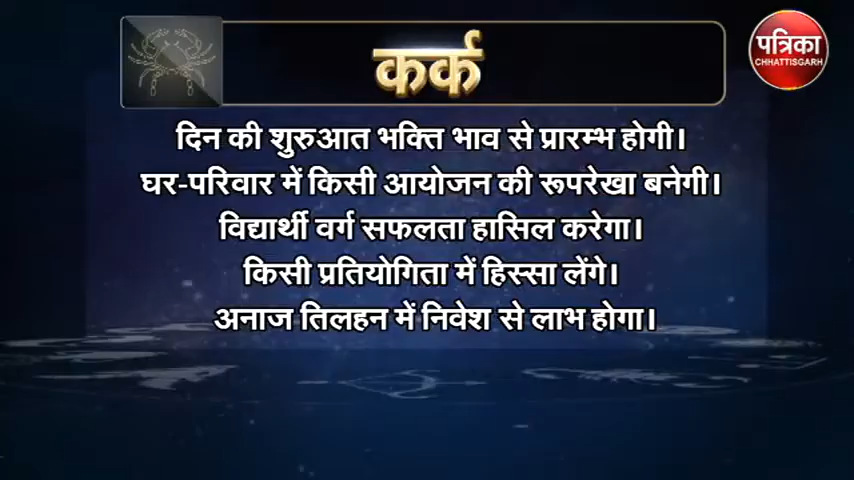 कर्क
पत्रिका
CHHATTISGARH
दिन की शुरुआत भक्ति भाव से प्रारम्भ होगी।
घर-परिवार में किसी आयोजन की रूपरेखा बनेगी।
विद्यार्थी वर्ग सफलता हासिल करेगा।
किसी प्रतियोगिता में हिस्सा लेंगे।
अनाज तिलहन में निवेश से लाभ होगा।